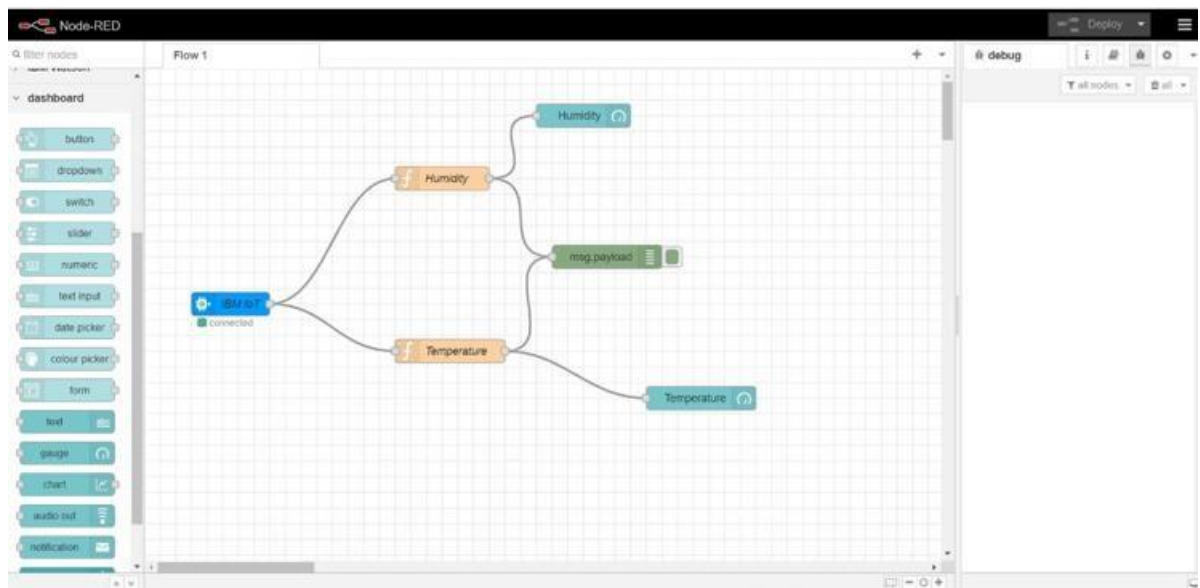 Node-RED
Deploy
filter nodes
Flow 1
debug
i
all nodes
all
dashboard
button
dropdown
switch
slider
numeric
text input
date picker
colour picker
form
text
gauge
chart
audio out
notification
Humidity
Humidity
msg.payload
IBM IoT
connected
Temperature
Temperature